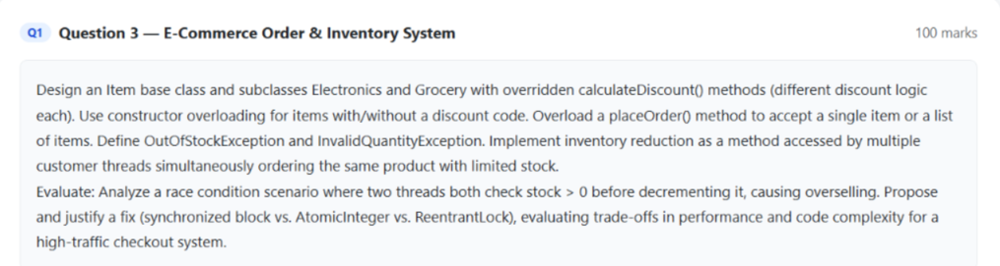 Q1 Question 3 — E-Commerce Order & Inventory System 100 marks
Design an Item base class and subclasses Electronics and Grocery with overridden calculateDiscount() methods (different discount logic
each). Use constructor overloading for items with/without a discount code. Overload a placeOrder() method to accept a single item or a list
of items. Define OutOfStockException and InvalidQuantityException. Implement inventory reduction as a method accessed by multiple
customer threads simultaneously ordering the same product with limited stock.
Evaluate: Analyze a race condition scenario where two threads both check stock > 0 before decrementing it, causing overselling. Propose
and justify a fix (synchronized block vs. AtomicInteger vs. ReentrantLock), evaluating trade-offs in performance and code complexity for a
high-traffic checkout system.